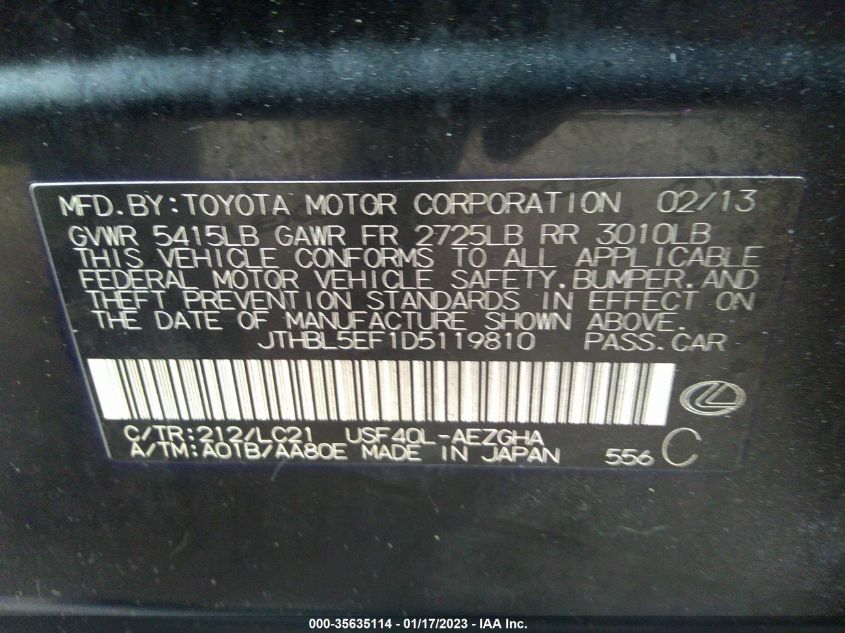 MFD.BY:TOYOTA MOTOR CORPORATION 02/13
GVWR 5415LB GAWR FR 2725LB RR 3010LB
THIS VEHICLE CONFORMS TO ALL APPLICABLE
FEDERAL MOTOR VEHICLE SAFETY,BUMPER,AND
THEFT PREVENTION STANDARDS IN EFFECT ON
THE DATE OF MANUFACTURE SHOWN ABOVE.
JTHBL5EF1D5119810 PASS.CAR
C/TR:212/LC21 USF40L-AEZGHA
A/TM:A01B/AA80E MADE IN JAPAN 556 C
000-35635114 - 01/17/2023 - IAA Inc.